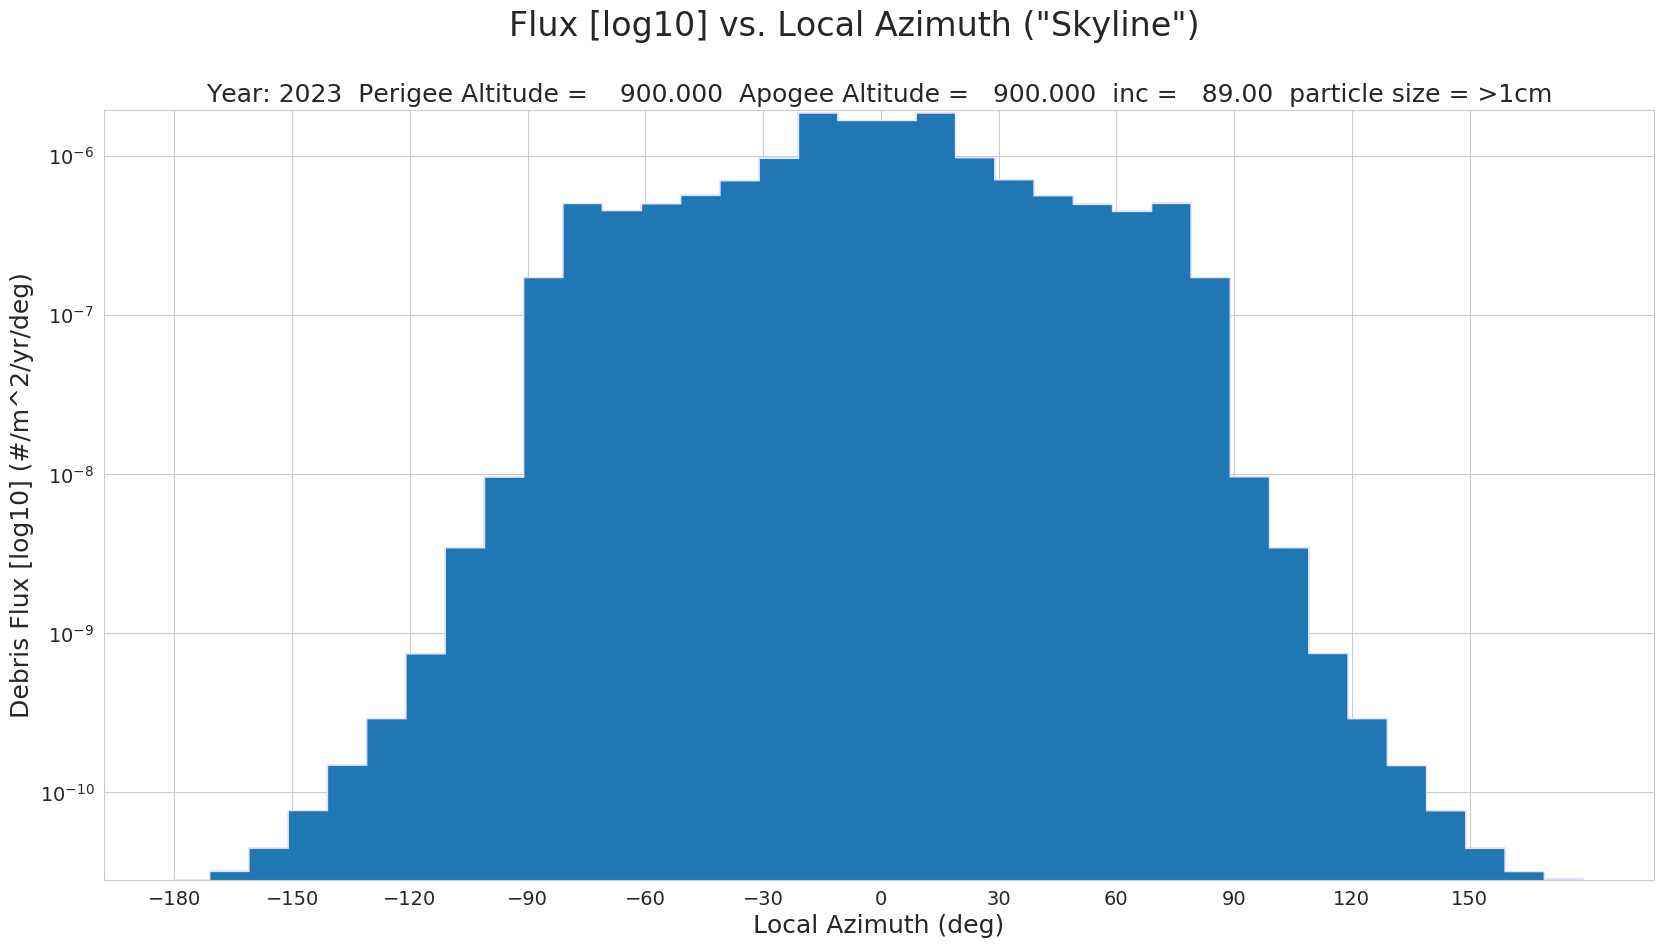 Flux [log10] vs. Local Azimuth ("Skyline")
Year: 2023  Perigee Altitude =    900.000  Apogee Altitude =   900.000  inc =   89.00  particle size = >1cm
Debris Flux [log10] (#/m^2/yr/deg)
10⁻⁶
10⁻⁷
10⁻⁸
10⁻⁹
10⁻¹⁰
−180 −150 −120 −90 −60 −30 0 30 60 90 120 150
Local Azimuth (deg)